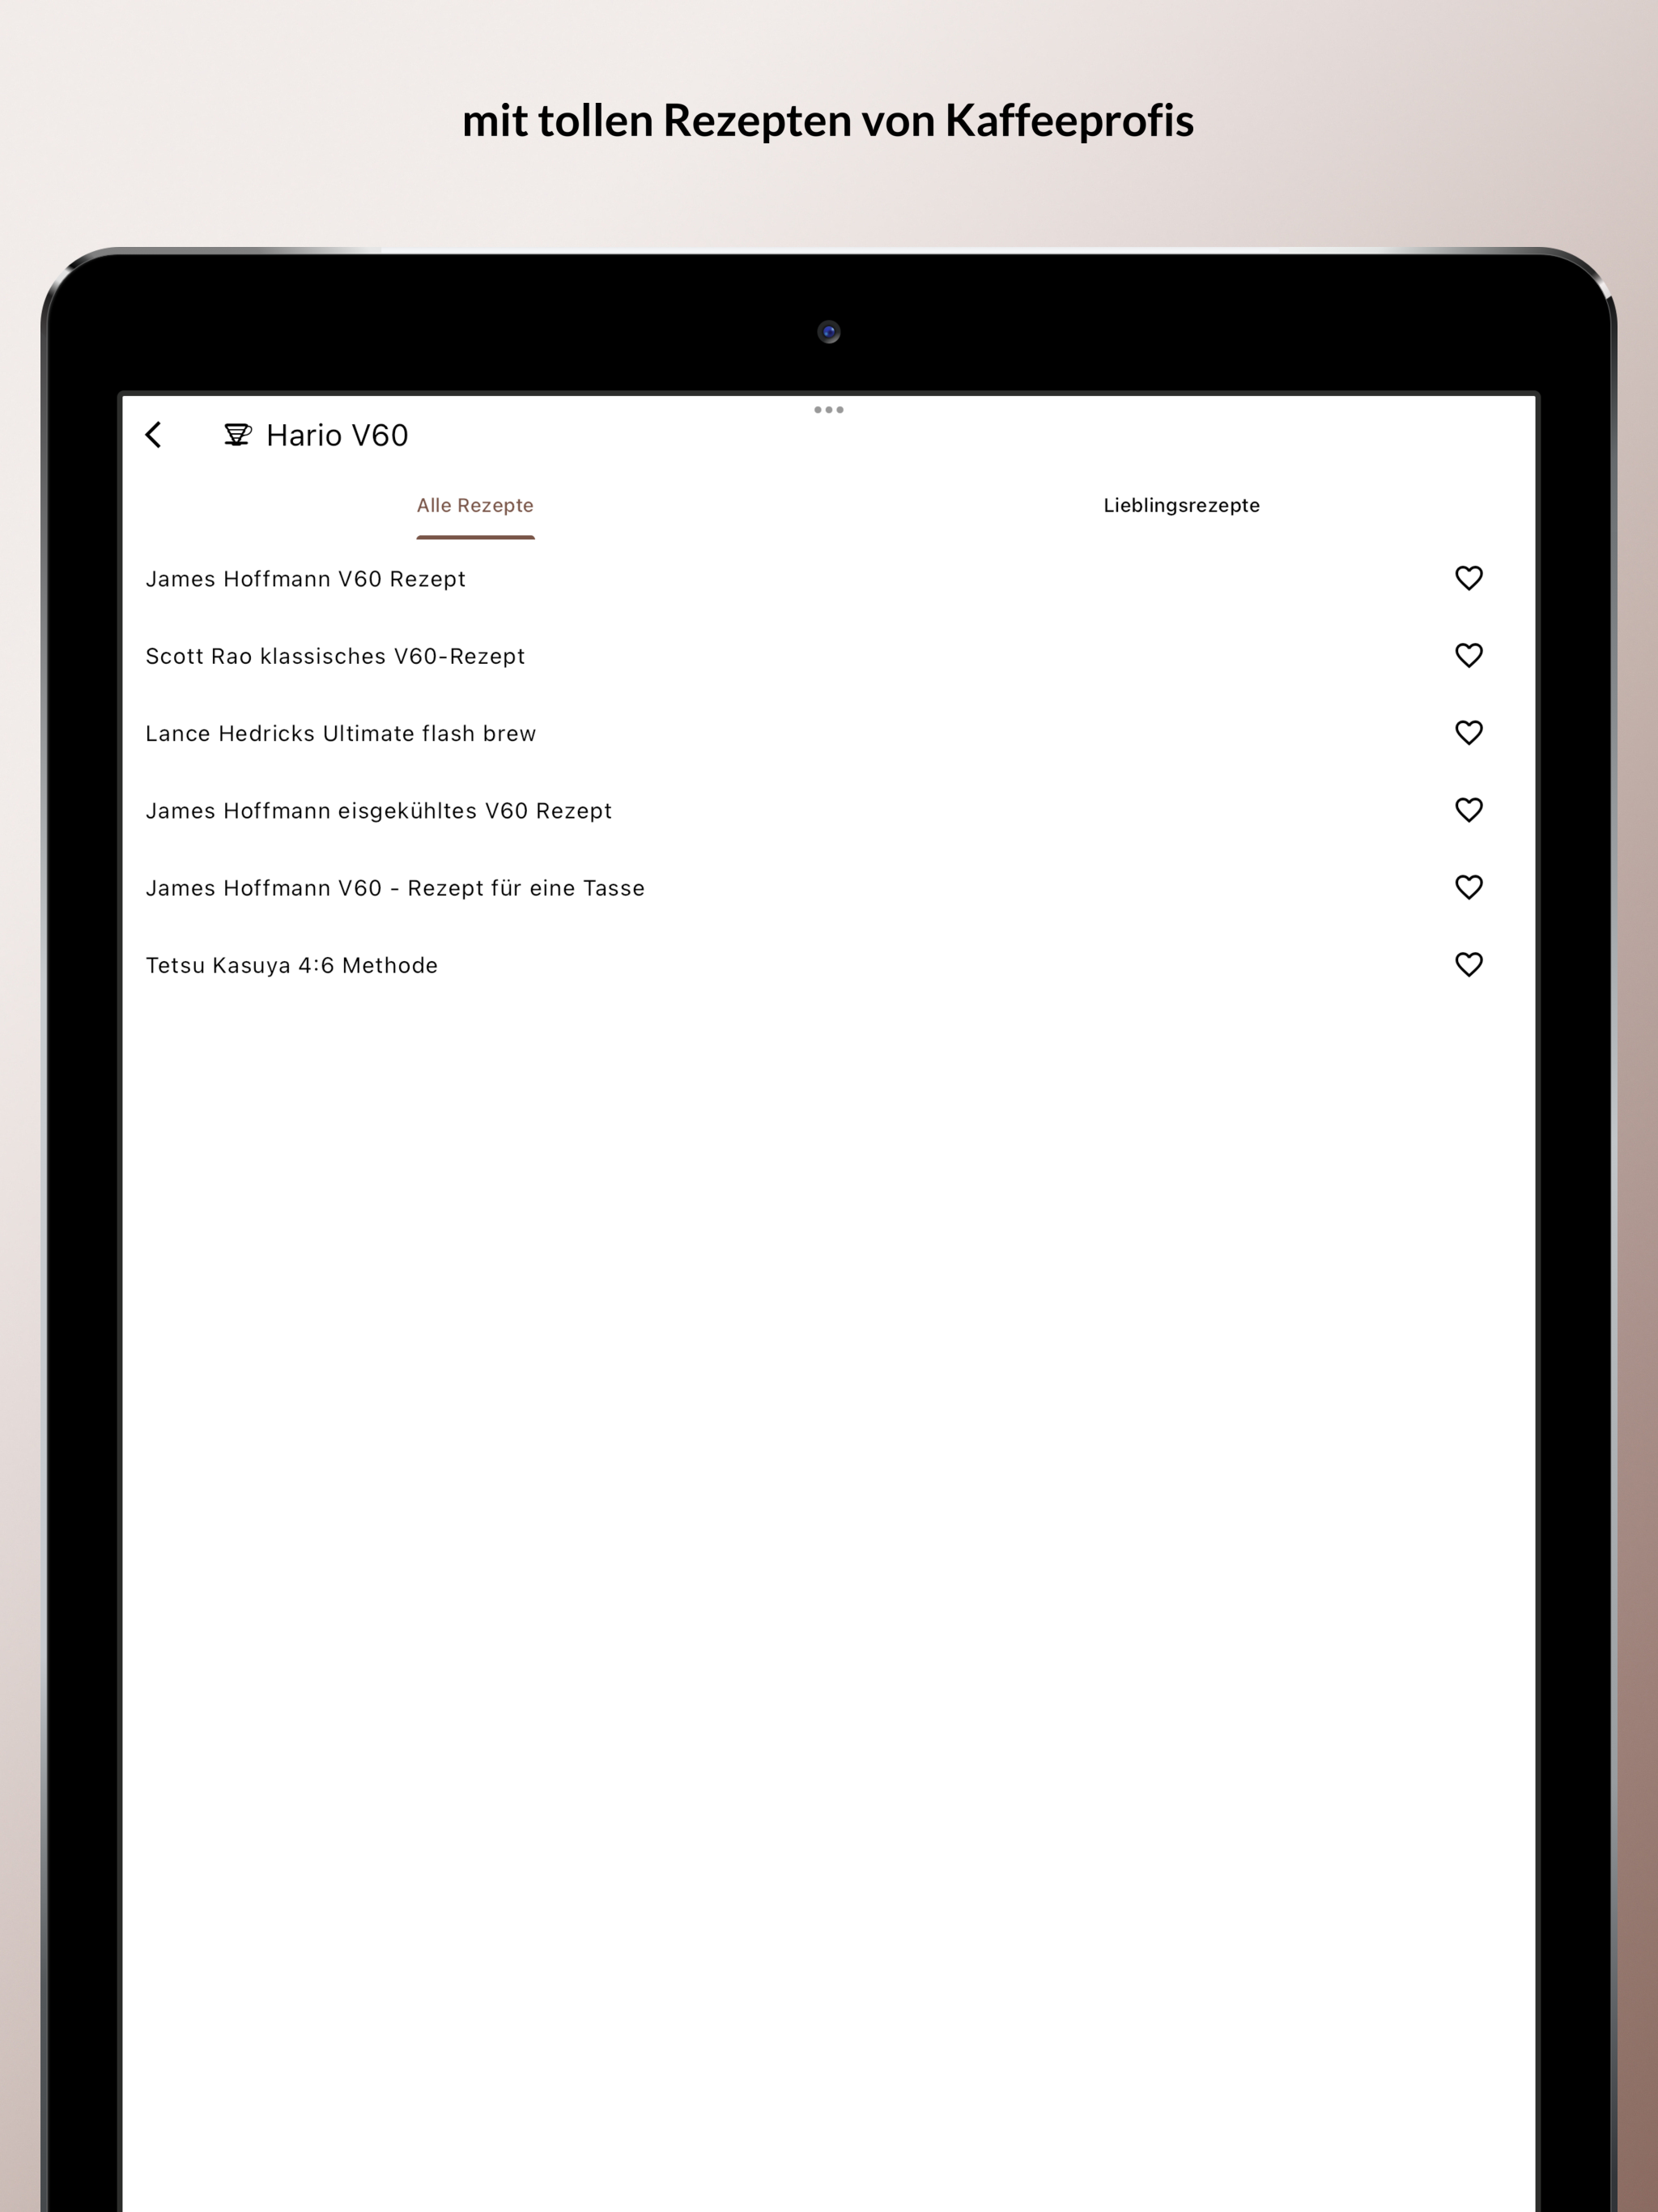 mit tollen Rezepten von Kaffeeprofis
Hario V60
Alle Rezepte
Lieblingsrezepte
James Hoffmann V60 Rezept
Scott Rao klassisches V60-Rezept
Lance Hedricks Ultimate flash brew
James Hoffmann eisgekühltes V60 Rezept
James Hoffmann V60 - Rezept für eine Tasse
Tetsu Kasuya 4:6 Methode